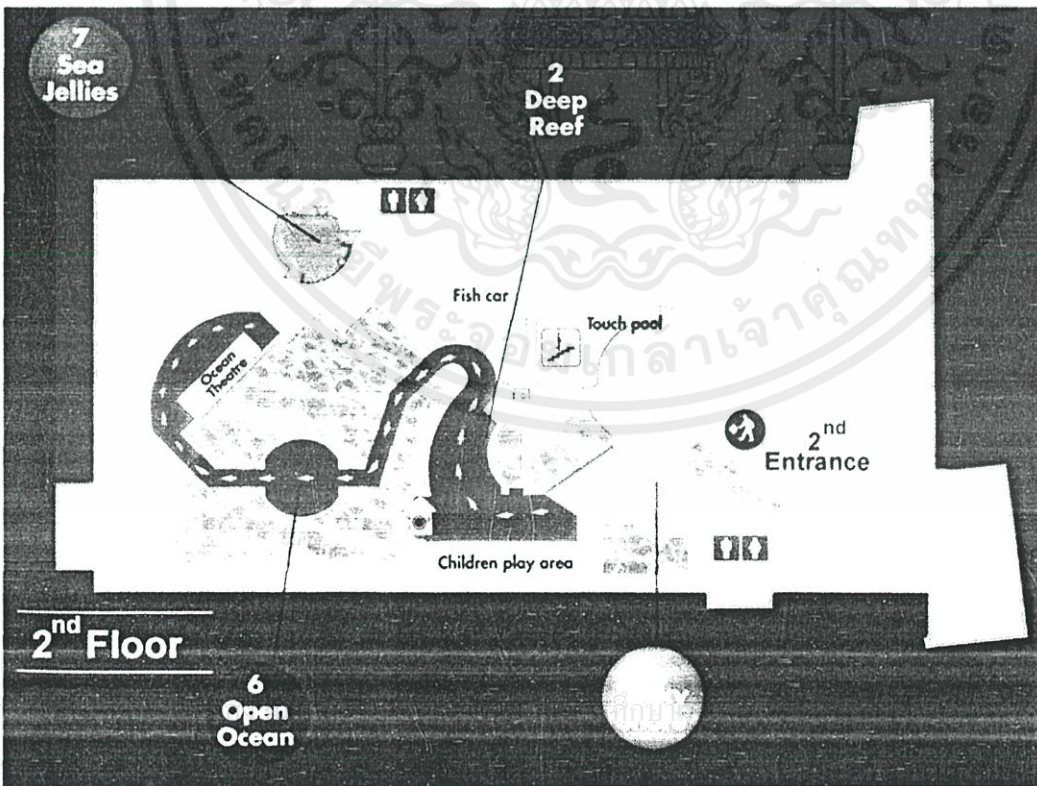 7
Sea
Jellies
2
Deep
Reef
Fish car
Touch pool
Ocean
Theatre
2nd
Entrance
Children play area
2nd Floor
6
Open
Ocean